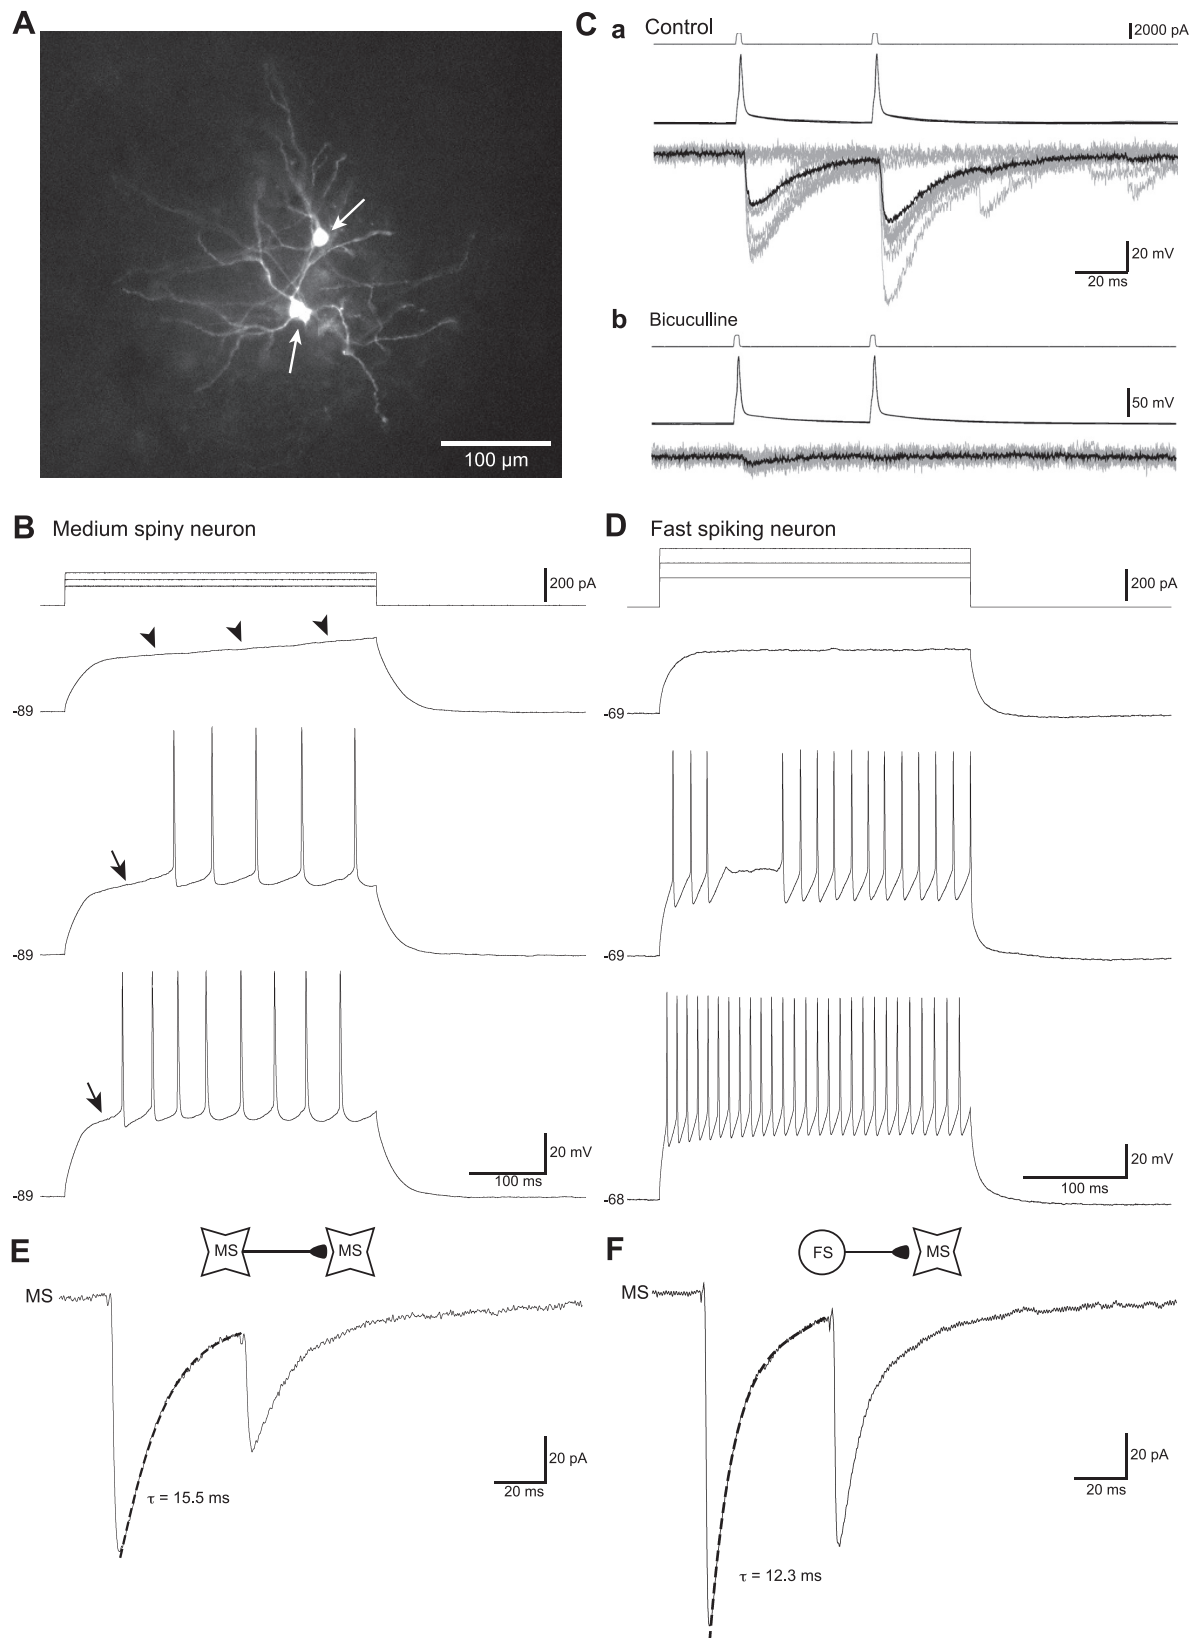 A
100 µm
C a Control
2000 pA
20 mV
20 ms
b Bicuculline
50 mV
B Medium spiny neuron
200 pA
-89
-89
-89
20 mV
100 ms
D Fast spiking neuron
200 pA
-69
-69
-68
20 mV
100 ms
E
MS MS
MS
τ = 15.5 ms
20 pA
20 ms
F
FS MS
MS
τ = 12.3 ms
20 pA
20 ms